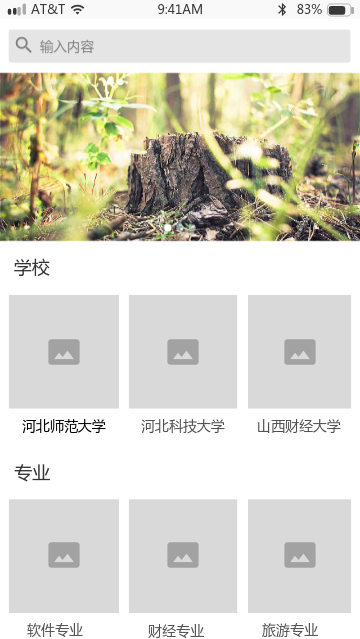 AT&T 9:41AM 83%
输入内容
学校
河北师范大学 河北科技大学 山西财经大学
专业
软件专业 财经专业 旅游专业